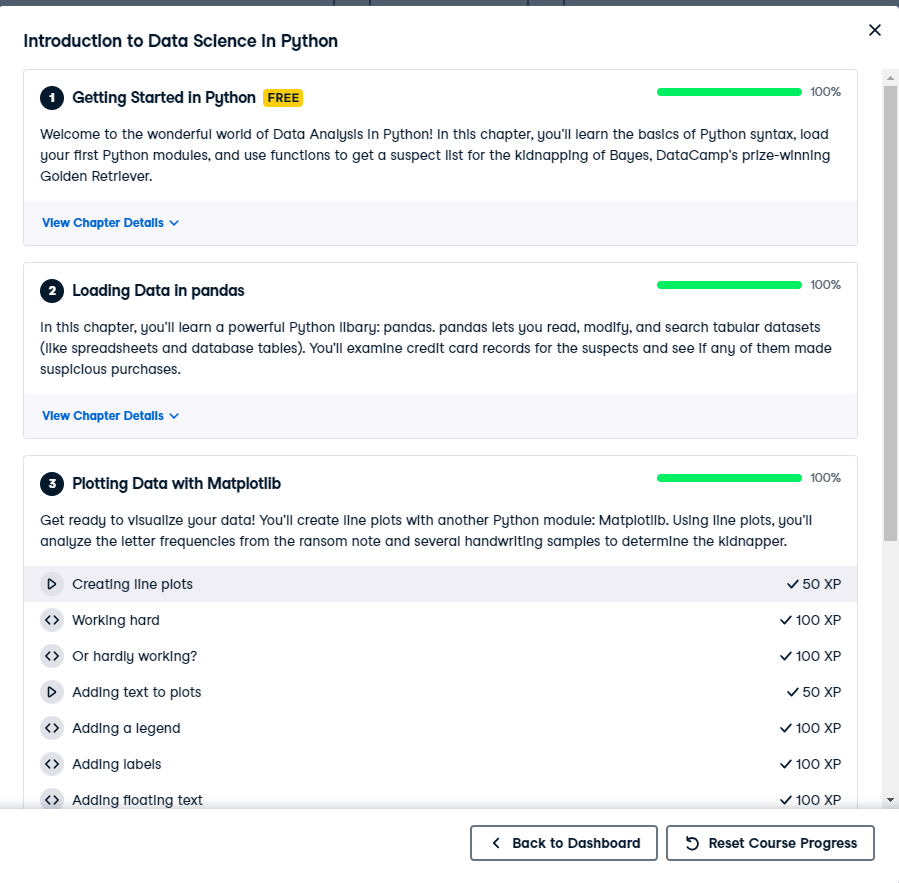 Introduction to Data Science in Python
1 Getting Started in Python FREE 100%
Welcome to the wonderful world of Data Analysis in Python! In this chapter, you'll learn the basics of Python syntax, load
your first Python modules, and use functions to get a suspect list for the kidnapping of Bayes, DataCamp's prize-winning
Golden Retriever.
View Chapter Details
2 Loading Data in pandas 100%
In this chapter, you'll learn a powerful Python libary: pandas. pandas lets you read, modify, and search tabular datasets
(like spreadsheets and database tables). You'll examine credit card records for the suspects and see if any of them made
suspicious purchases.
View Chapter Details
3 Plotting Data with Matplotlib 100%
Get ready to visualize your data! You'll create line plots with another Python module: Matplotlib. Using line plots, you'll
analyze the letter frequencies from the ransom note and several handwriting samples to determine the kidnapper.
Creating line plots 50 XP
Working hard 100 XP
Or hardly working? 100 XP
Adding text to plots 50 XP
Adding a legend 100 XP
Adding labels 100 XP
Adding floating text 100 XP
Back to Dashboard Reset Course Progress